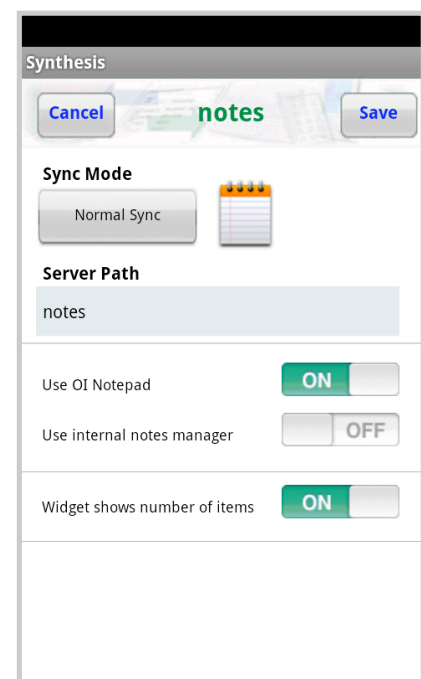 Synthesis
Cancel notes Save
Sync Mode
Normal Sync
Server Path
notes
Use OI Notepad ON
Use internal notes manager OFF
Widget shows number of items ON